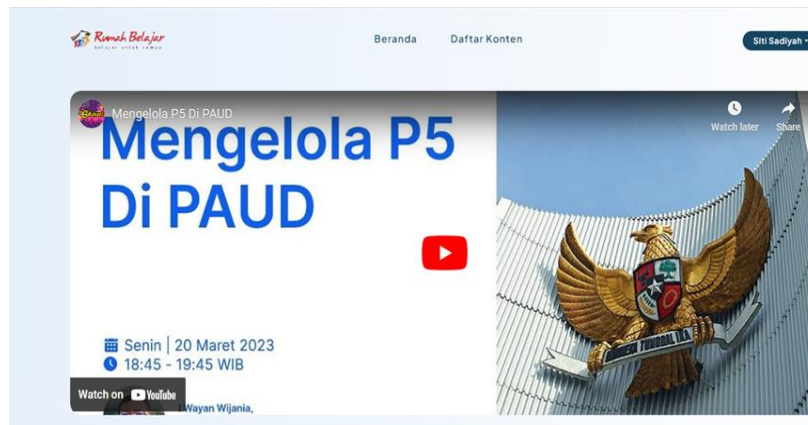 Rumah Belajar
belajar untuk semua
Beranda
Daftar Konten
Siti Sadiyah
Mengelola P5 Di PAUD
Watch later
Share
Mengelola P5
Di PAUD
Senin | 20 Maret 2023
18:45 - 19:45 WIB
Watch on YouTube
I Wayan Wijania,